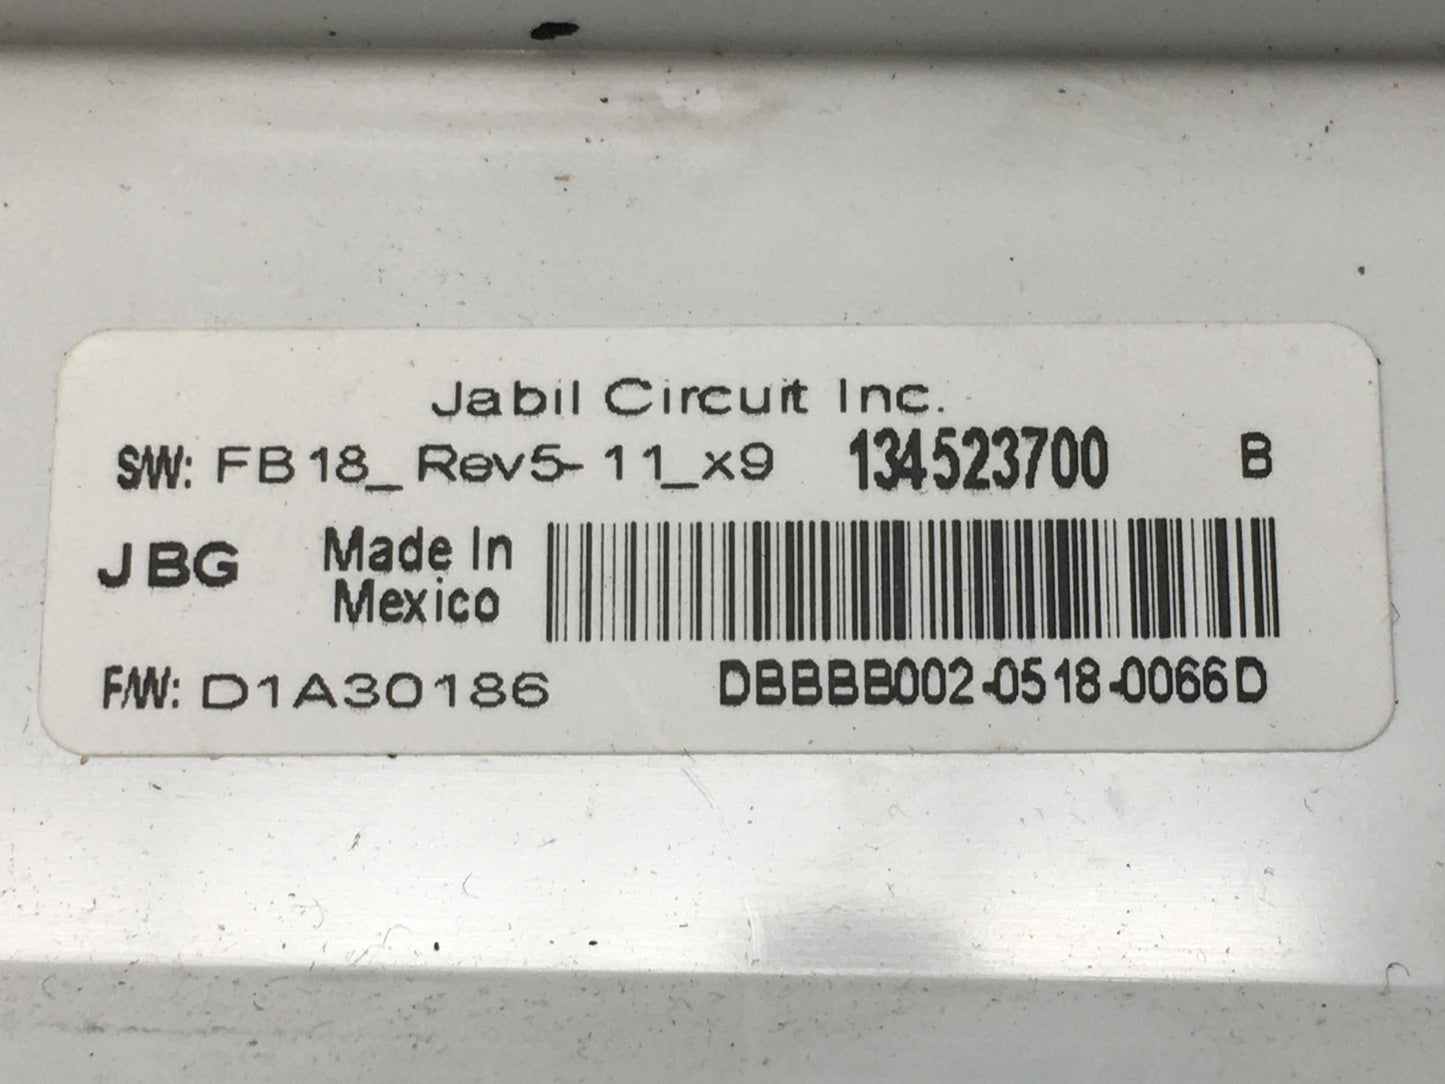 Jabil Circuit Inc.
S/W: FB18_Rev5-11_x9 134523700 B
JBG Made In
Mexico
F/W: D1A30186 DBBBB002-0518-0066D